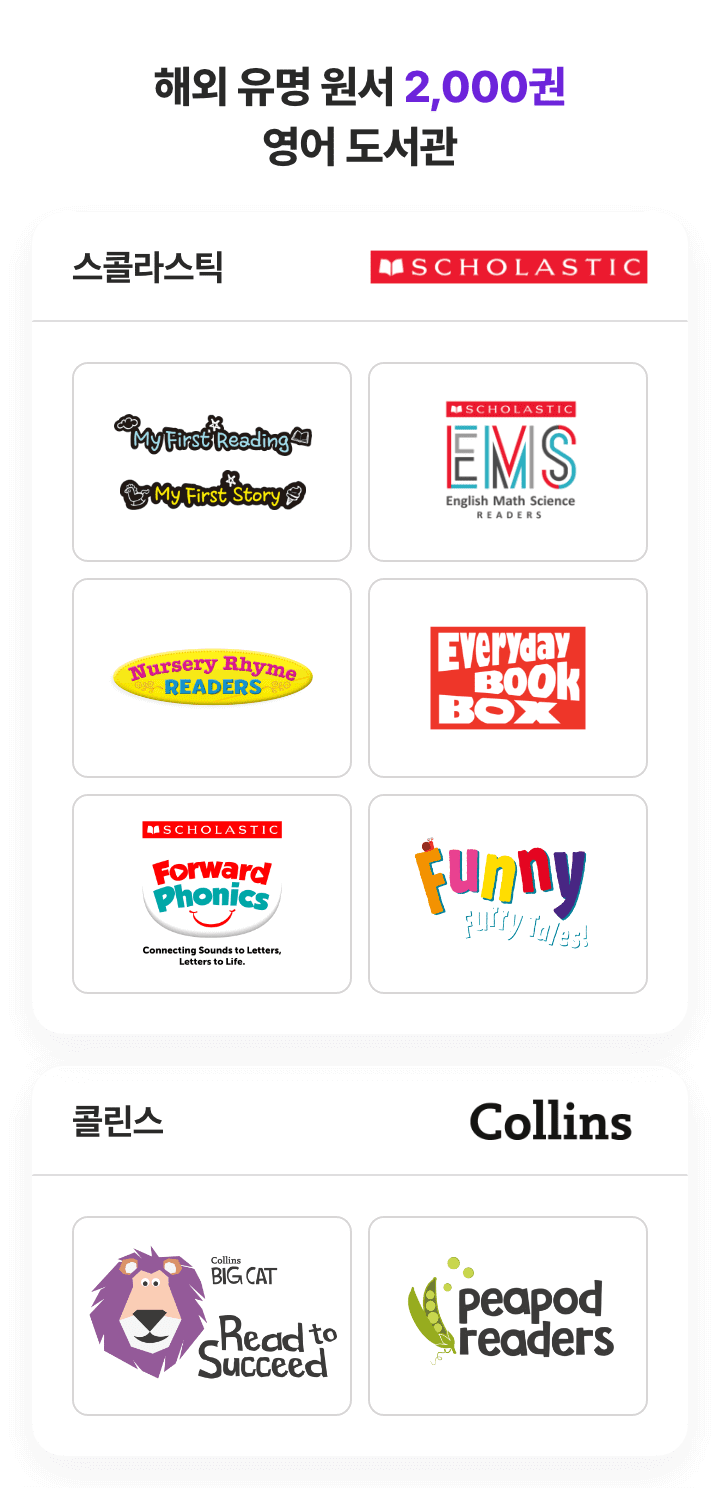 해외 유명 원서 2,000권
영어 도서관
스콜라스틱
SCHOLASTIC
My First Reading
My First Story
SCHOLASTIC
EMS
English Math Science
READERS
Nursery Rhyme
READERS
Everyday
BOOK
BOX
SCHOLASTIC
Forward
Phonics
Connecting Sounds to Letters,
Letters to Life.
Funny
Furry Tales!
콜린스
Collins
Collins
BIG CAT
Read to
Succeed
peapod
readers